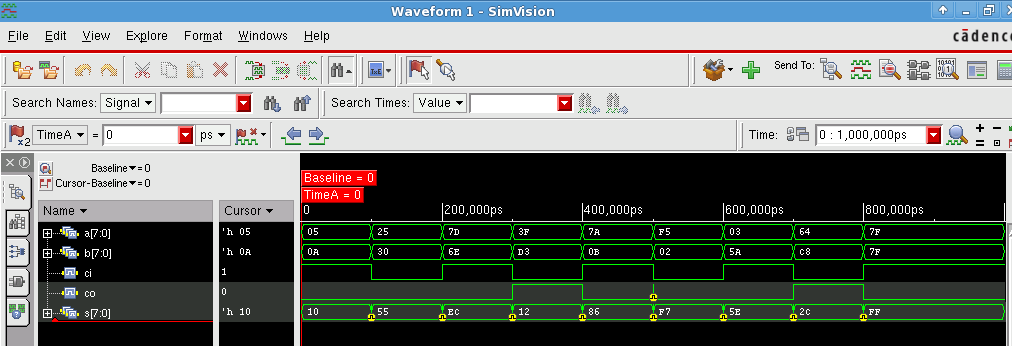 Waveform 1 - SimVision
File Edit View Explore Format Windows Help cādence
Send To:
Search Names: Signal Search Times: Value
x2 TimeA = 0 ps Time: 0 : 1,000,000ps
Baseline = 0
Cursor-Baseline = 0
Baseline = 0
TimeA = 0
Name Cursor 0 200,000ps 400,000ps 600,000ps 800,000ps
a[7:0] 'h 05 05 25 7D 3F 7A F5 03 64 7F
b[7:0] 'h 0A 0A 30 6E D3 0B 02 5A C8 7F
ci 1
co 0
s[7:0] 'h 10 10 55 EC 12 86 F7 5E 2C FF